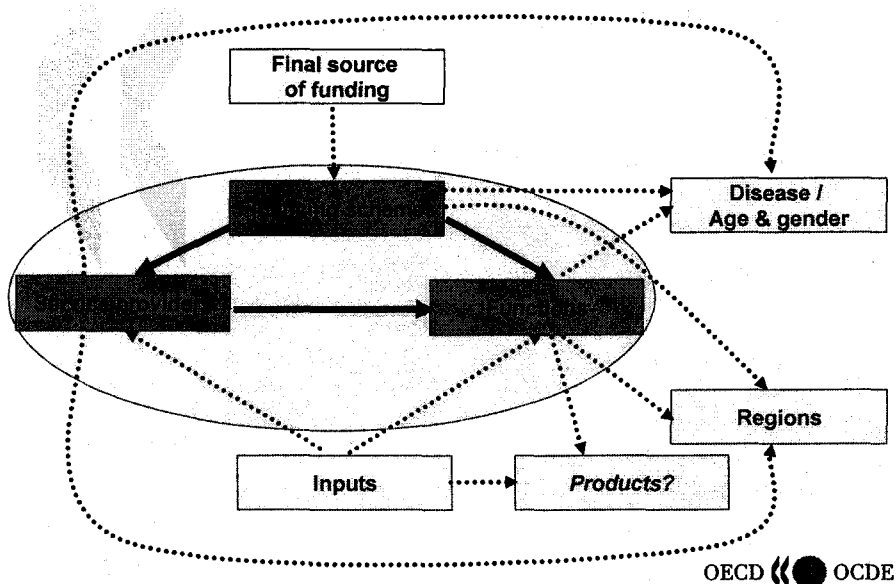 Final source
of funding
Disease /
Age & gender
Regions
Inputs
Products?
OECD OCDE